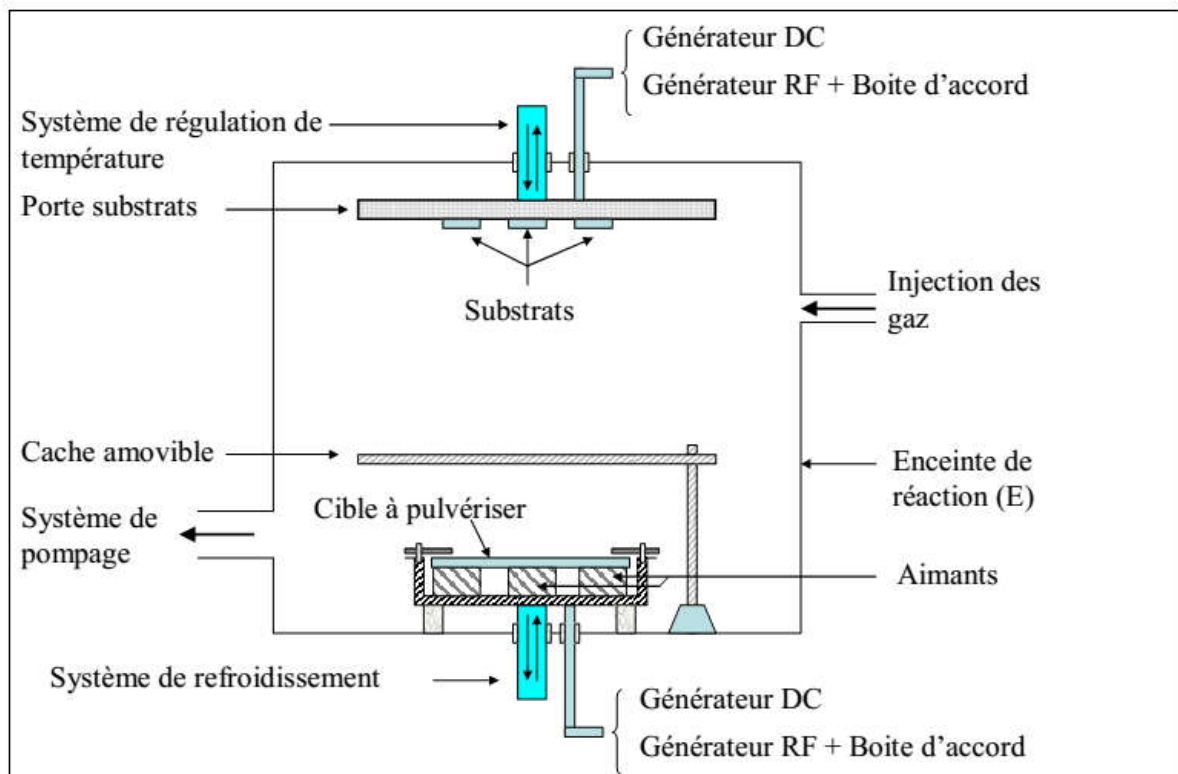 Générateur DC
Générateur RF + Boite d'accord
Système de régulation de
température
Porte substrats
Substrats
Injection des
gaz
Cache amovible
Enceinte de
réaction (E)
Cible à pulvériser
Système de
pompage
Aimants
Système de refroidissement
Générateur DC
Générateur RF + Boite d'accord